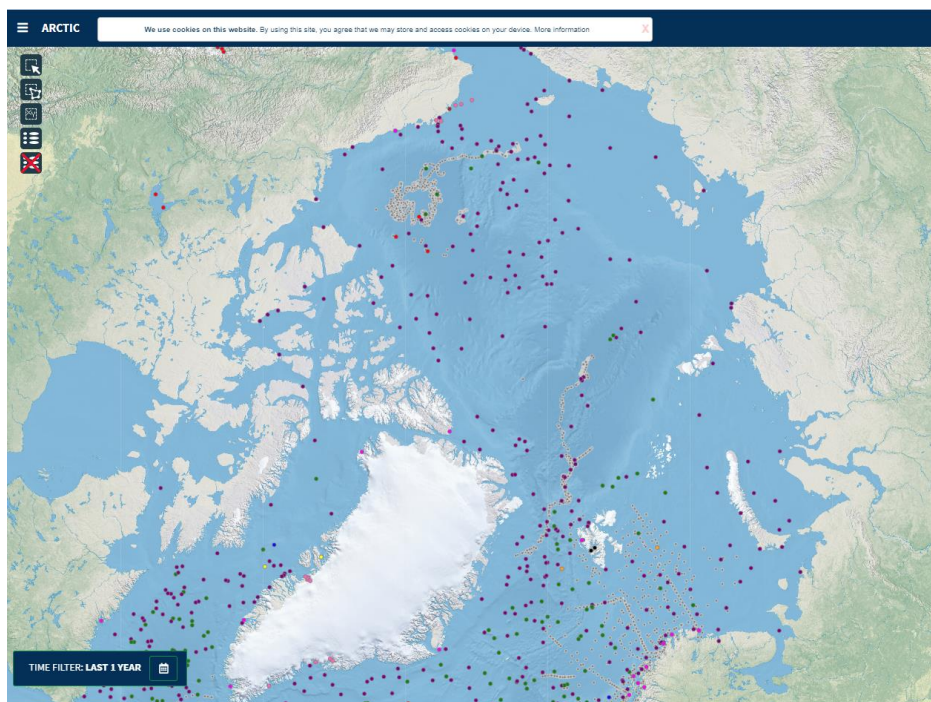 ARCTIC
We use cookies on this website. By using this site, you agree that we may store and access cookies on your device. More information
X
TIME FILTER: LAST 1 YEAR